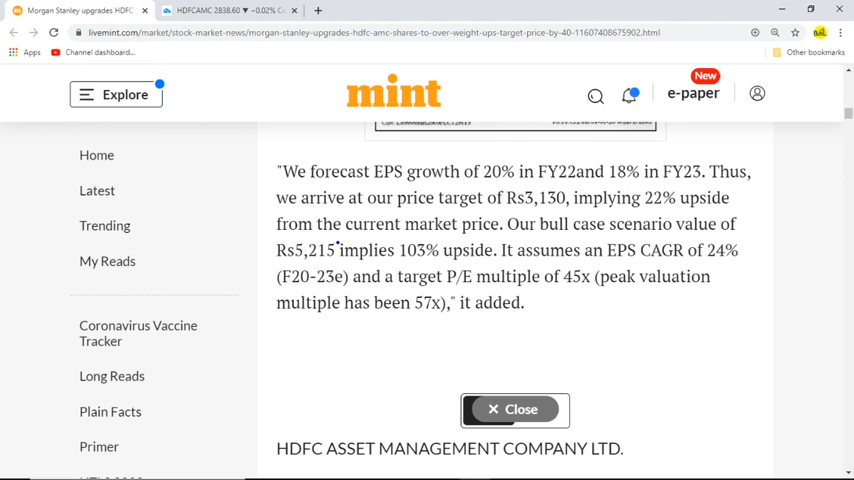 Morgan Stanley upgrades HDFC
HDFCAMC 2838.60 ▼ −0.02% Co
livemint.com/market/stock-market-news/morgan-stanley-upgrades-hdfc-amc-shares-to-over-weight-ups-target-price-by-40-11607408675902.html
Apps
Channel dashboard...
Other bookmarks
Explore
mint
New
e-paper
Home
Latest
Trending
My Reads
Coronavirus Vaccine
Tracker
Long Reads
Plain Facts
Primer
"We forecast EPS growth of 20% in FY22and 18% in FY23. Thus,
we arrive at our price target of Rs3,130, implying 22% upside
from the current market price. Our bull case scenario value of
Rs5,215 implies 103% upside. It assumes an EPS CAGR of 24%
(F20-23e) and a target P/E multiple of 45x (peak valuation
multiple has been 57x)," it added.
✕ Close
HDFC ASSET MANAGEMENT COMPANY LTD.